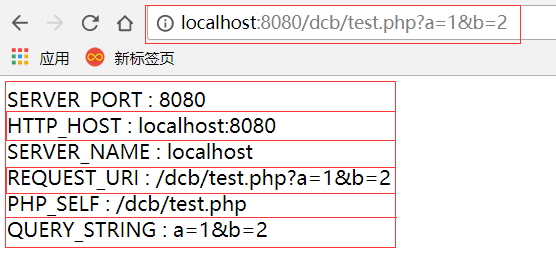 localhost:8080/dcb/test.php?a=1&b=2
应用 新标签页
SERVER_PORT : 8080
HTTP_HOST : localhost:8080
SERVER_NAME : localhost
REQUEST_URI : /dcb/test.php?a=1&b=2
PHP_SELF : /dcb/test.php
QUERY_STRING : a=1&b=2